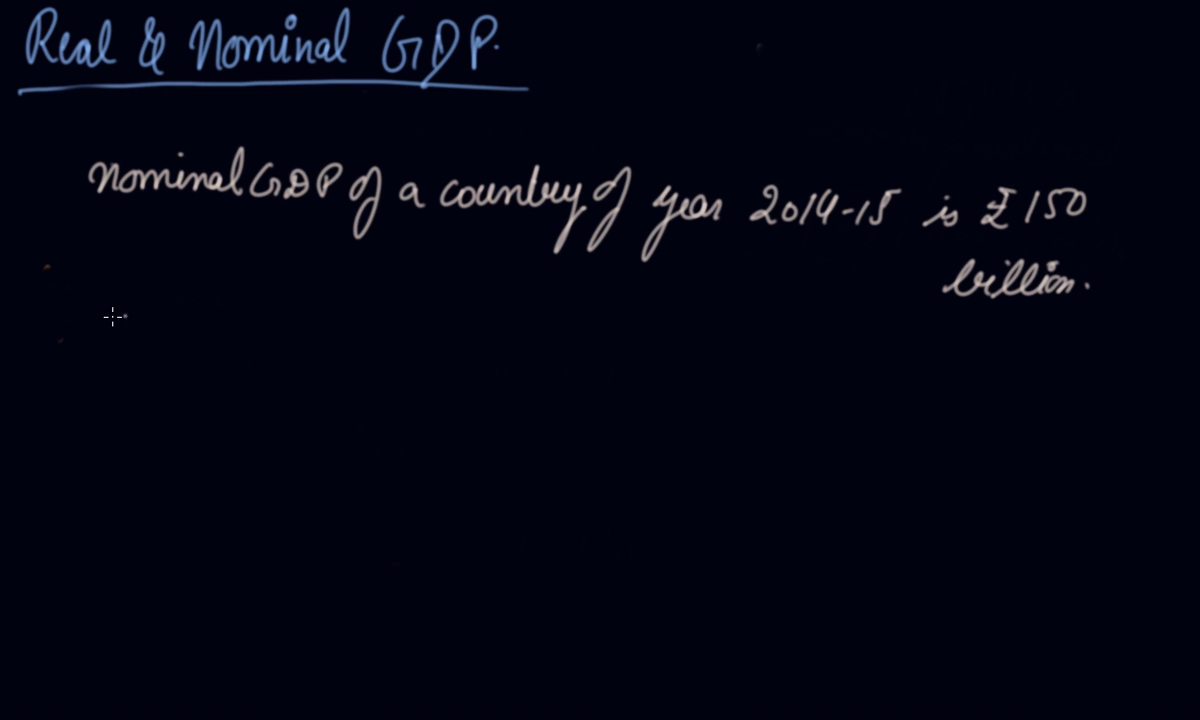 Real & Nominal GDP.
Nominal GDP of a country of year 2014-15 is ₤150
billion.